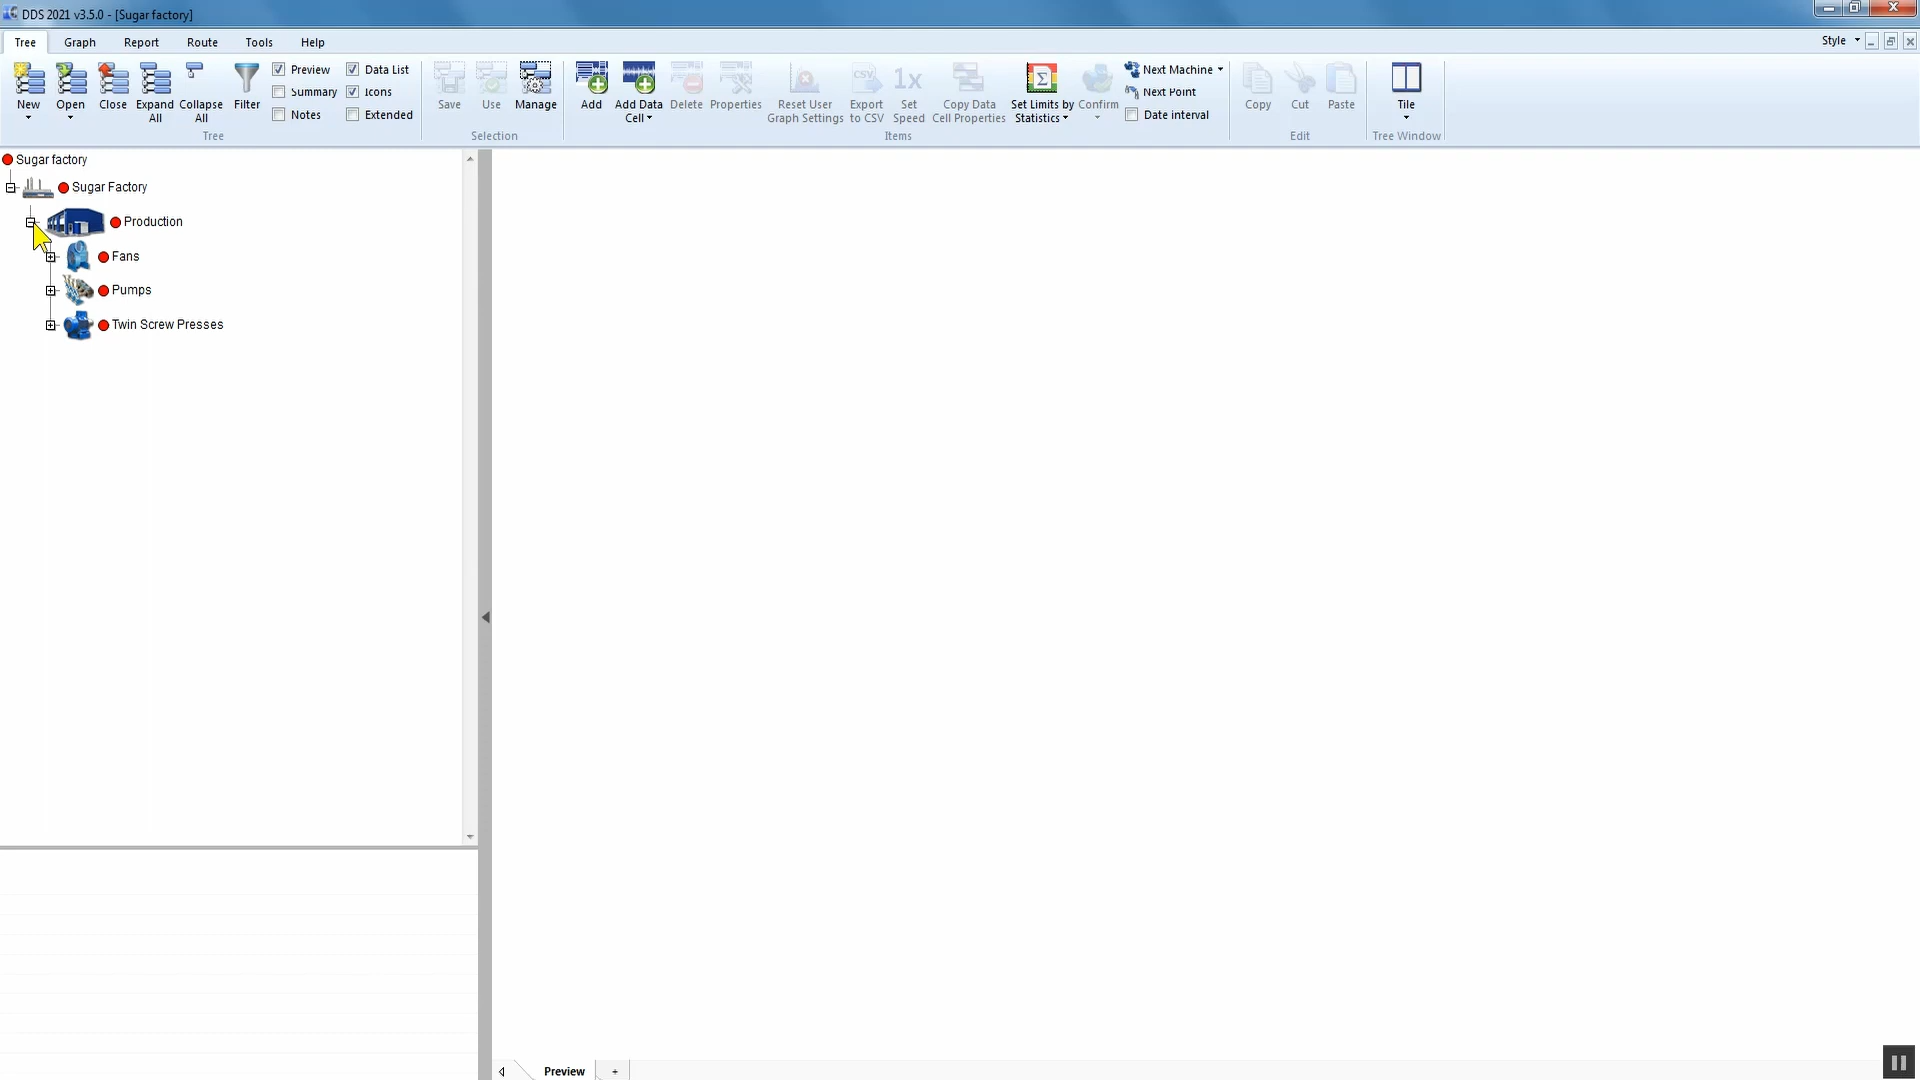 DDS 2021 v3.5.0 - [Sugar factory]
Tree Graph Report Route Tools Help Style
New Open Close Expand All Collapse All Filter
Preview Data List
Summary Icons
Notes Extended
Tree
Save Use Manage
Selection
Add Add Data Cell Delete Properties Reset User Graph Settings Export to CSV Set Speed Copy Data Cell Properties Set Limits by Statistics Confirm
CSV 1x Σ
Next Machine
Next Point
Date interval
Items
Copy Cut Paste
Edit
Tile
Tree Window
Sugar factory
Sugar Factory
Production
Fans
Pumps
Twin Screw Presses
Preview +